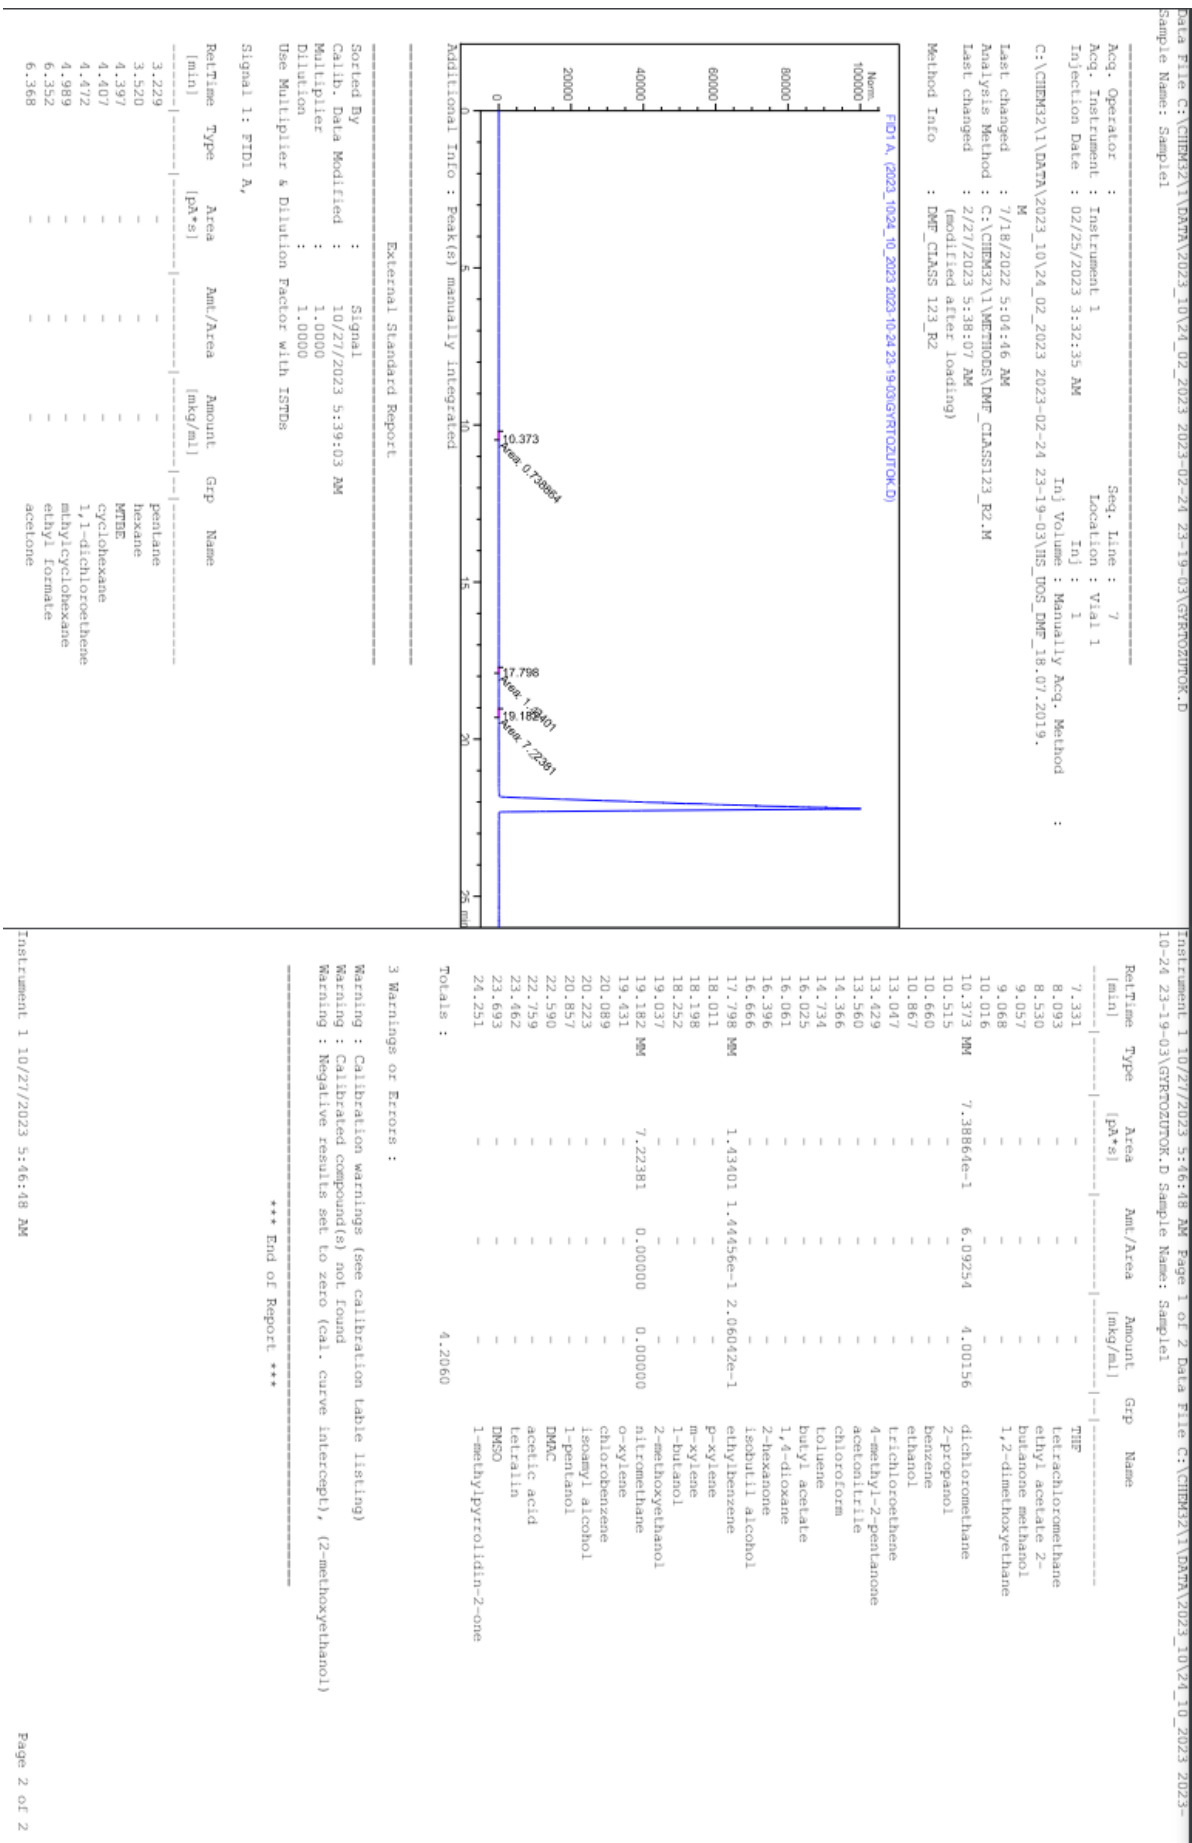 Data File C:\CHEM32\1\DATA\2023_10\24_02_2023 2023-02-24 23-19-03\GYRTOZUTOK.D
Sample Name: Sample1
Acq. Operator : Seq. Line : 7
Acq. Instrument : Instrument 1 Location : Vial 1
Injection Date : 02/25/2023 3:32:35 AM Inj : 1
Inj Volume : Manually Acq. Method :
C:\CHEM32\1\DATA\2023_10\24_02_2023 2023-02-24 23-19-03\HS_UOS_DMF_18.07.2019.
M
Last changed : 7/18/2022 5:04:46 AM
Analysis Method : C:\CHEM32\1\METHODS\DMF_CLASS123_R2.M
Last changed : 2/27/2023 5:38:07 AM
(modified after loading)
Method Info : DMF_CLASS 123_R2
FID1 A, (2023_10\24_10_2023 2023-10-24 23-19-03\GYRTOZUTOK.D)
Norm.
100000
80000
60000
40000
20000
0
10.373
Area: 0.738864
17.798
Area: 1.43401
19.182
Area: 7.22381
0 5 10 15 20 25 min
Additional Info : Peak(s) manually integrated
External Standard Report
Sorted By : Signal
Calib. Data Modified : 10/27/2023 5:39:03 AM
Multiplier : 1.0000
Dilution : 1.0000
Use Multiplier & Dilution Factor with ISTDs
Signal 1: FID1 A,
RetTime Type Area Amt/Area Amount Grp Name
[min] [pA*s] [mkg/ml]
3.229 - - - pentane
3.520 - - - hexane
4.397 - - - MTBE
4.407 - - - cyclohexane
4.472 - - - 1,1-dichloroethene
4.989 - - - mthylcyclohexane
6.352 - - - ethyl formate
6.368 - - - acetone
Instrument 1 10/27/2023 5:46:48 AM Page 1 of 2 Data File C:\CHEM32\1\DATA\2023_10\24_10_2023 2023-
10-24 23-19-03\GYRTOZUTOK.D Sample Name: Sample1
RetTime Type Area Amt/Area Amount Grp Name
[min] [pA*s] [mkg/ml]
7.331 - - - THF
8.093 - - - tetrachloromethane
8.530 - - - ethyl acetate 2-
9.057 - - - butanone methanol
9.068 - - - 1,2-dimethoxyethane
10.016 - - -
10.373 MM 7.38864e-1 6.09254 4.00156 dichloromethane
10.515 - - - 2-propanol
10.660 - - - benzene
10.867 - - - ethanol
13.047 - - - trichloroethene
13.429 - - - 4-methyl-2-pentanone
13.560 - - - acetonitrile
14.366 - - - chloroform
14.734 - - - toluene
16.025 - - - butyl acetate
16.061 - - - 1,4-dioxane
16.396 - - - 2-hexanone
16.666 - - - isobutil alcohol
17.798 MM 1.43401 1.44456e-1 2.06042e-1 ethylbenzene
18.011 - - - p-xylene
18.198 - - - m-xylene
18.252 - - - 1-butanol
19.037 - - - 2-methoxyethanol
19.182 MM 7.22381 0.00000 0.00000 nitromethane
19.431 - - - o-xylene
20.089 - - - chlorobenzene
20.223 - - - isoamyl alcohol
20.857 - - - 1-pentanol
22.590 - - - DMAC
22.759 - - - acetic acid
23.462 - - - tetralin
23.693 - - - DMSO
24.251 - - - 1-methylpyrrolidin-2-one
Totals : 4.2060
3 Warnings or Errors :
Warning : Calibration warnings (see calibration table listing)
Warning : Calibrated compound(s) not found
Warning : Negative results set to zero (cal. curve intercept), (2-methoxyethanol)
*** End of Report ***
Instrument 1 10/27/2023 5:46:48 AM Page 2 of 2